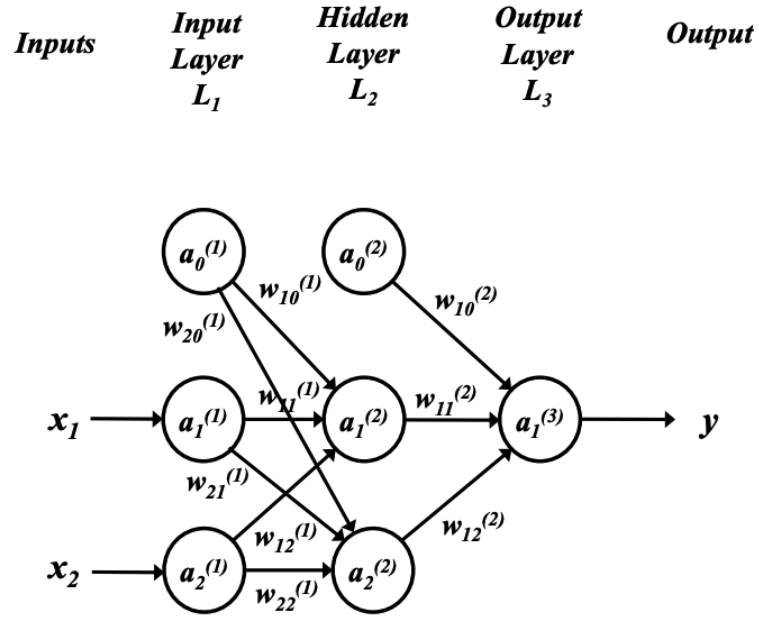 Inputs
Input
Layer
L₁
Hidden
Layer
L₂
Output
Layer
L₃
Output
a₀⁽¹⁾
a₀⁽²⁾
w₁₀⁽¹⁾
w₁₀⁽²⁾
w₂₀⁽¹⁾
x₁
a₁⁽¹⁾
w₁₁⁽¹⁾
a₁⁽²⁾
w₁₁⁽²⁾
a₁⁽³⁾
y
w₂₁⁽¹⁾
w₁₂⁽¹⁾
w₁₂⁽²⁾
x₂
a₂⁽¹⁾
w₂₂⁽¹⁾
a₂⁽²⁾